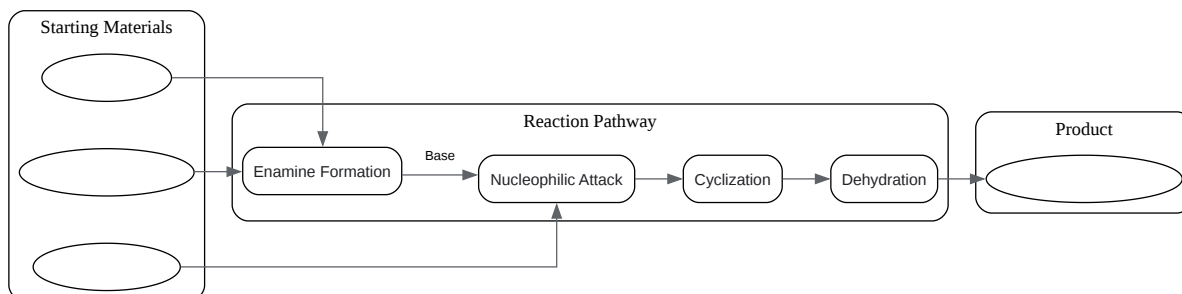 Starting Materials
Reaction Pathway
Product
Enamine Formation
Base
Nucleophilic Attack
Cyclization
Dehydration